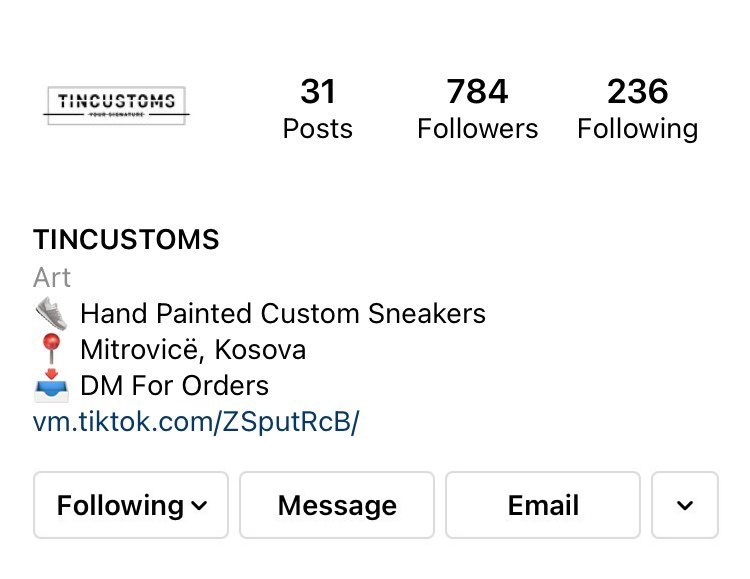 TINCUSTOMS
YOUR SIGNATURE
31 784 236
Posts Followers Following
TINCUSTOMS
Art
Hand Painted Custom Sneakers
Mitrovicë, Kosova
DM For Orders
vm.tiktok.com/ZSputRcB/
Following Message Email